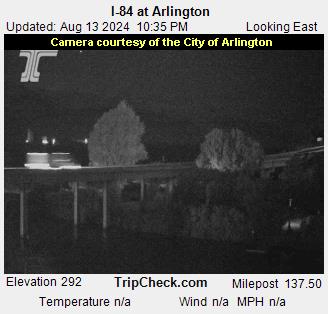 I-84 at Arlington
Updated: Aug 13 2024 10:35 PM Looking East
Camera courtesy of the City of Arlington
Elevation 292 TripCheck.com Milepost 137.50
Temperature n/a Wind n/a MPH n/a